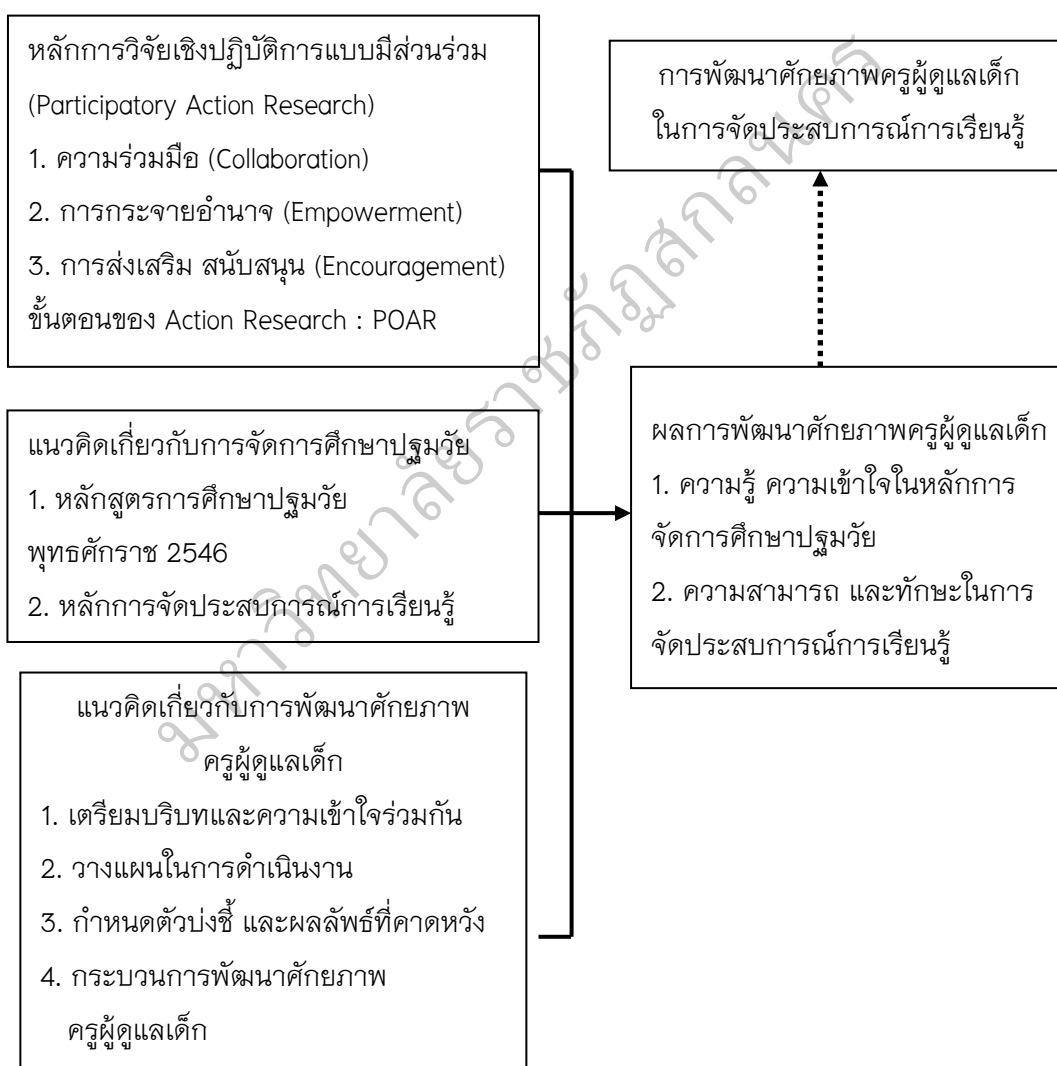 หลักการวิจัยเชิงปฏิบัติการแบบมีส่วนร่วม
(Participatory Action Research)
1. ความร่วมมือ (Collaboration)
2. การกระจายอำนาจ (Empowerment)
3. การส่งเสริม สนับสนุน (Encouragement)
ขั้นตอนของ Action Research : POAR
แนวคิดเกี่ยวกับการจัดการศึกษาปฐมวัย
1. หลักสูตรการศึกษาปฐมวัย
พุทธศักราช 2546
2. หลักการจัดประสบการณ์การเรียนรู้
แนวคิดเกี่ยวกับการพัฒนาศักยภาพ
ครูผู้ดูแลเด็ก
1. เตรียมบริบทและความเข้าใจร่วมกัน
2. วางแผนในการดำเนินงาน
3. กำหนดตัวบ่งชี้ และผลลัพธ์ที่คาดหวัง
4. กระบวนการพัฒนาศักยภาพ
ครูผู้ดูแลเด็ก
การพัฒนาศักยภาพครูผู้ดูแลเด็ก
ในการจัดประสบการณ์การเรียนรู้
ผลการพัฒนาศักยภาพครูผู้ดูแลเด็ก
1. ความรู้ ความเข้าใจในหลักการ
จัดการศึกษาปฐมวัย
2. ความสามารถ และทักษะในการ
จัดประสบการณ์การเรียนรู้
มหาวิทยาลัยราชภัฏสกลนคร